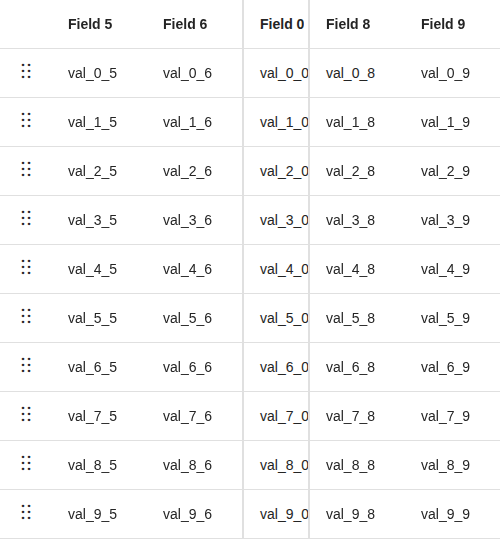 Field 5 Field 6 Field 0 Field 8 Field 9
val_0_5 val_0_6 val_0_0 val_0_8 val_0_9
val_1_5 val_1_6 val_1_0 val_1_8 val_1_9
val_2_5 val_2_6 val_2_0 val_2_8 val_2_9
val_3_5 val_3_6 val_3_0 val_3_8 val_3_9
val_4_5 val_4_6 val_4_0 val_4_8 val_4_9
val_5_5 val_5_6 val_5_0 val_5_8 val_5_9
val_6_5 val_6_6 val_6_0 val_6_8 val_6_9
val_7_5 val_7_6 val_7_0 val_7_8 val_7_9
val_8_5 val_8_6 val_8_0 val_8_8 val_8_9
val_9_5 val_9_6 val_9_0 val_9_8 val_9_9